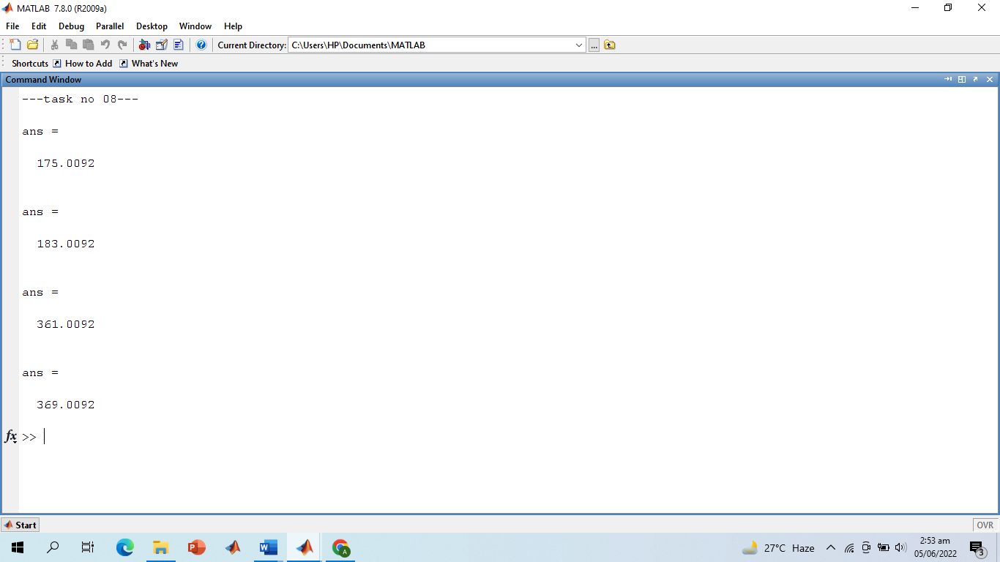 MATLAB 7.8.0 (R2009a)
File Edit Debug Parallel Desktop Window Help
Current Directory: C:\Users\HP\Documents\MATLAB ...
Shortcuts How to Add What's New
Command Window
---task no 08---
ans =
175.0092
ans =
183.0092
ans =
361.0092
ans =
369.0092
fx >>
Start OVR
27°C Haze 2:53 am
05/06/2022 3